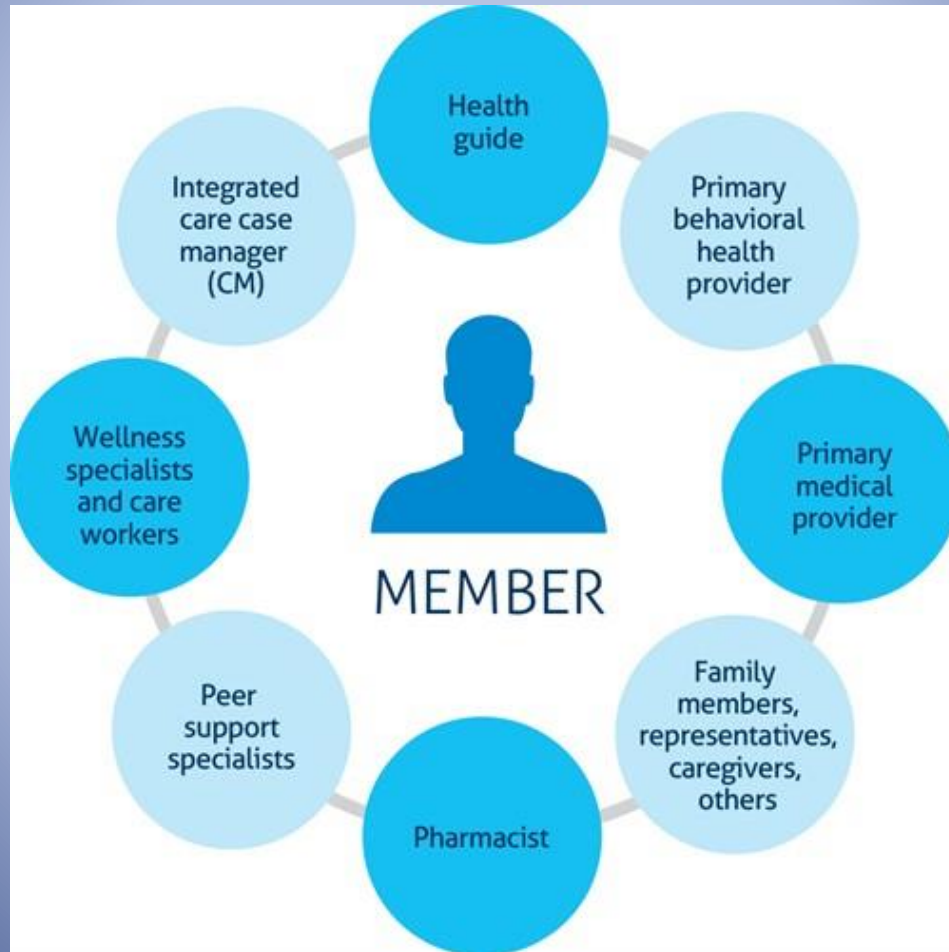 Health
guide
Primary
behavioral
health
provider
Primary
medical
provider
Family
members,
representatives,
caregivers,
others
Pharmacist
Peer
support
specialists
Wellness
specialists
and care
workers
Integrated
care case
manager
(CM)
MEMBER